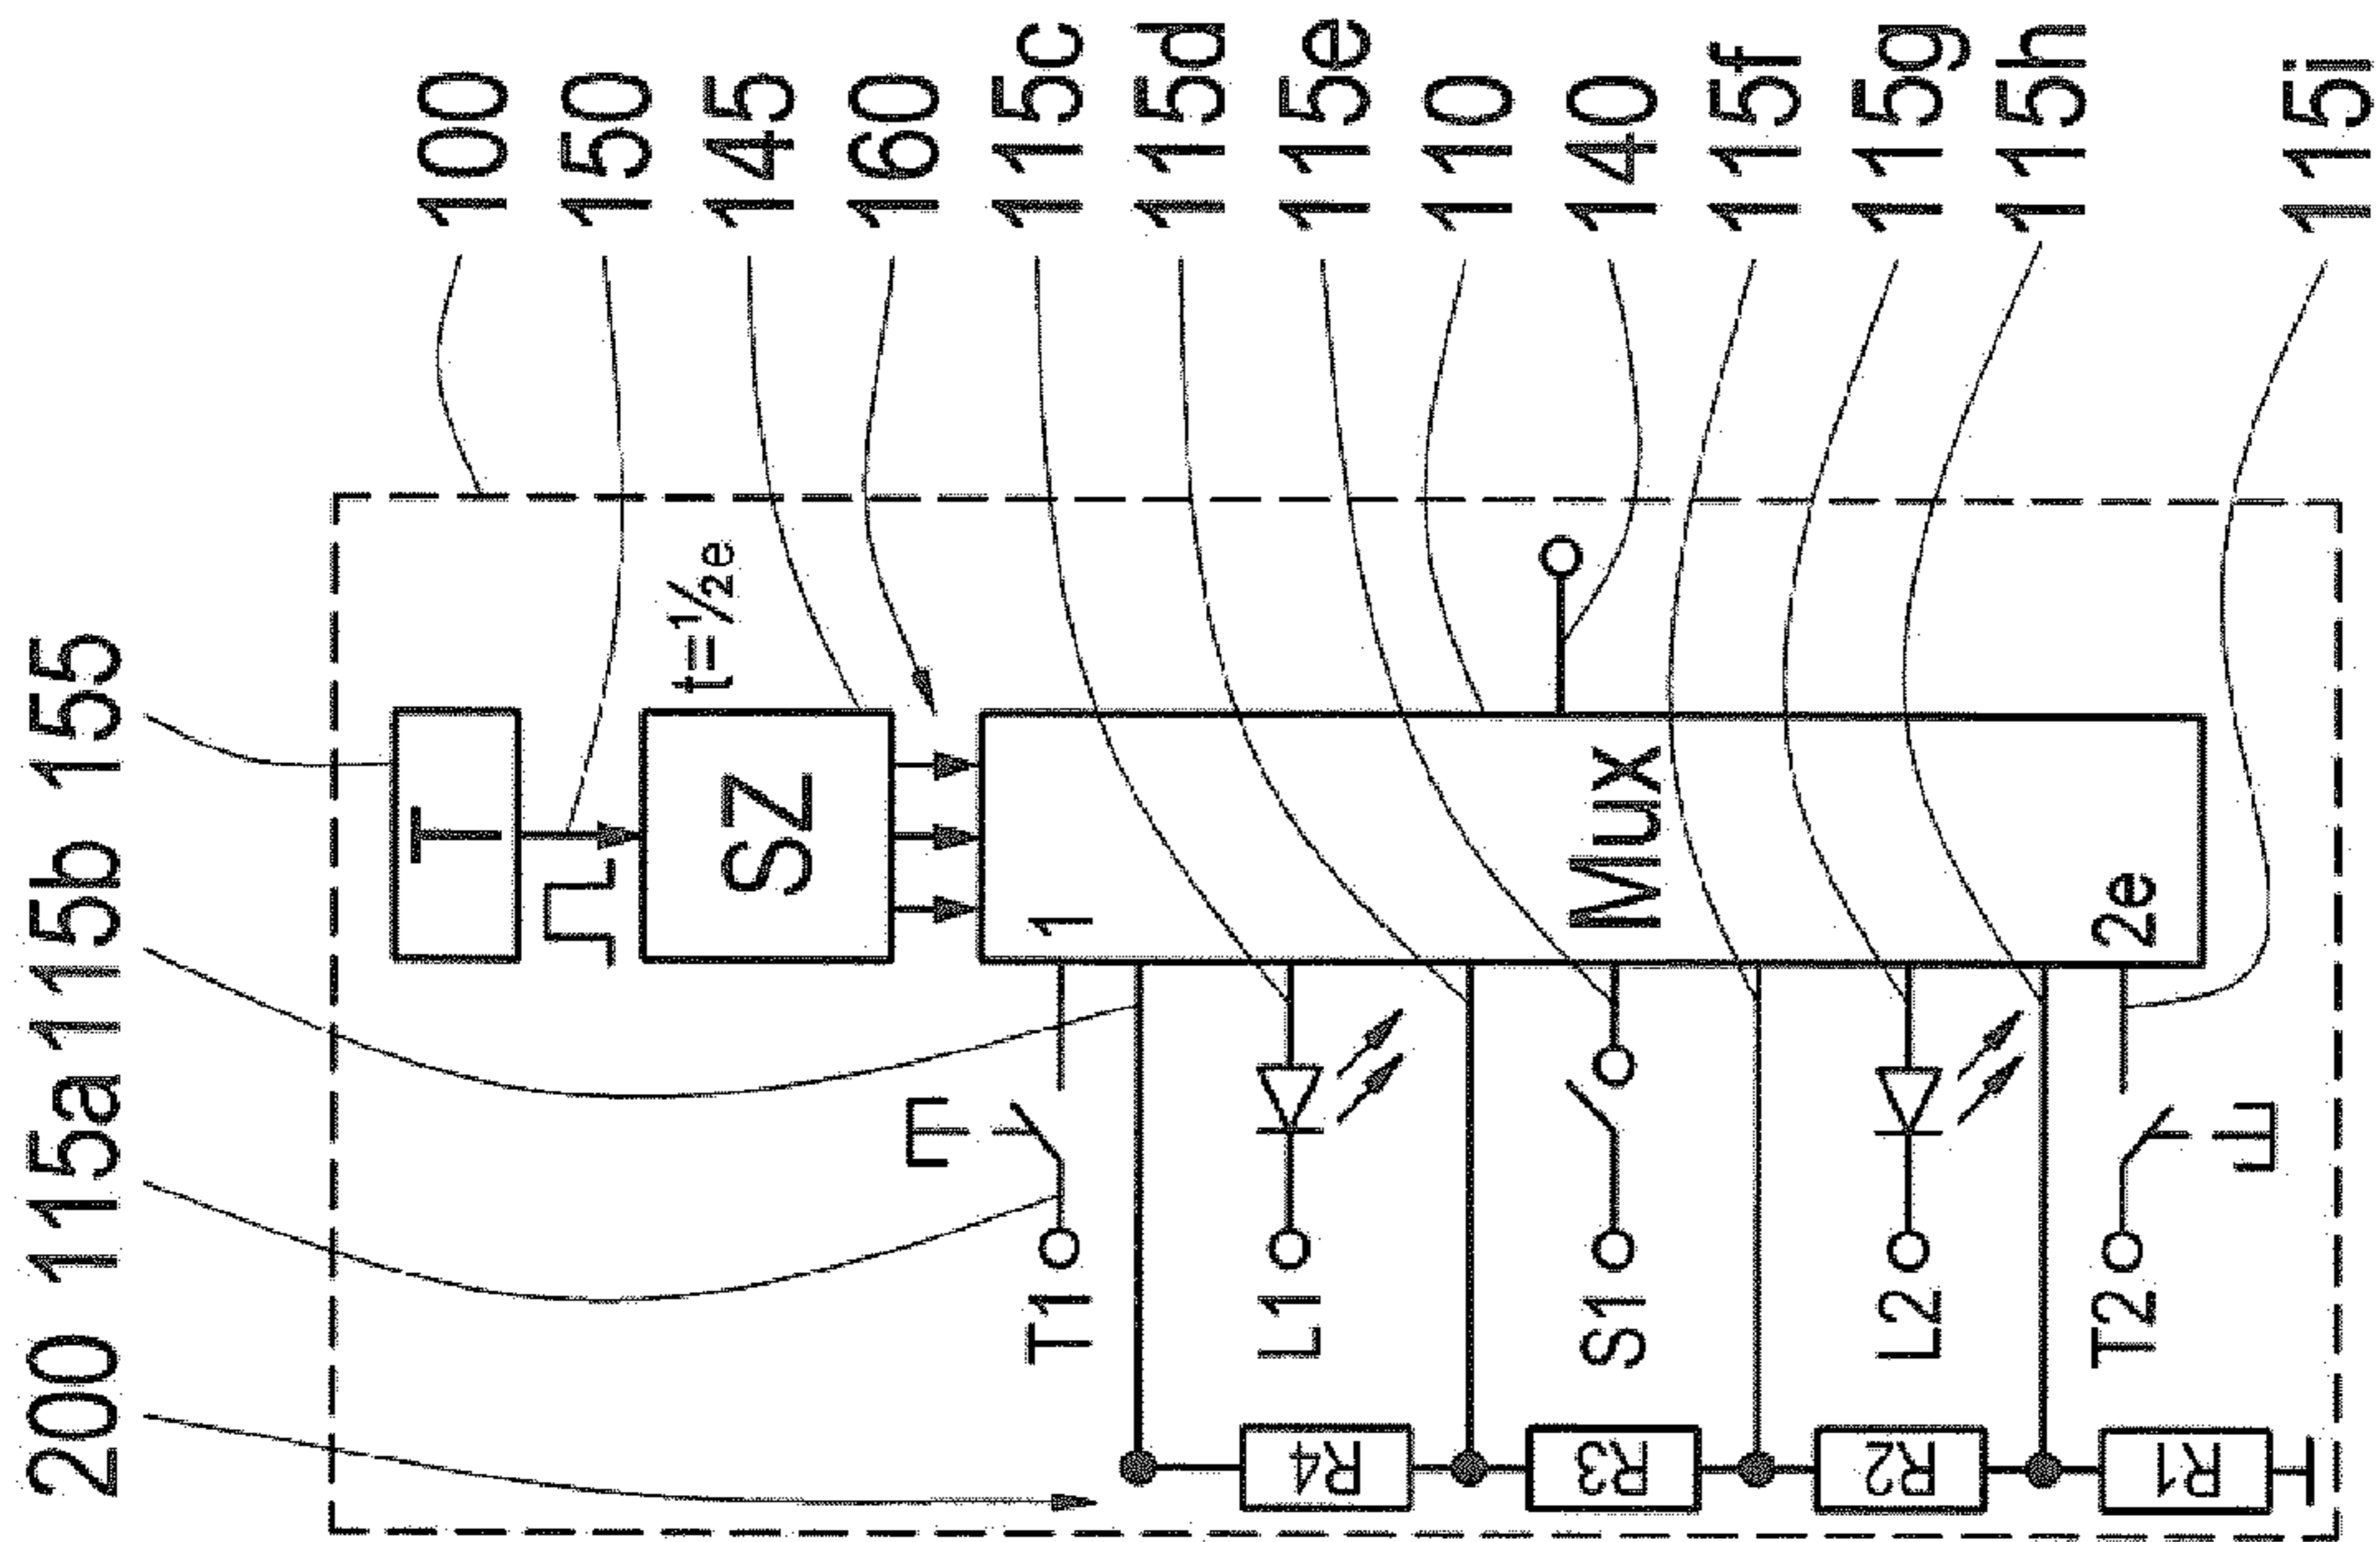 100
150
145
160
115c
115d
115e
110
140
115f
115g
115h
115i
155
115b
115a
200
T
t=½e
SZ
1
Mux
2e
T1
L1
S1
L2
T2
R4
R3
R2
R1